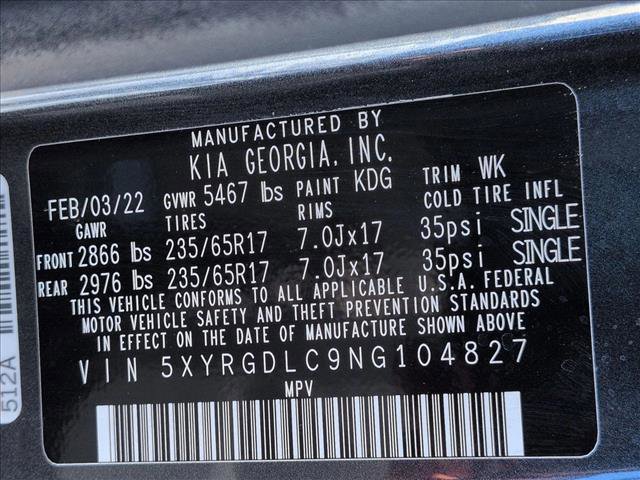 MANUFACTURED BY
KIA GEORGIA, INC.
FEB/03/22 GVWR 5467 lbs PAINT KDG TRIM WK
GAWR TIRES RIMS COLD TIRE INFL
FRONT 2866 lbs 235/65R17 7.0Jx17 35psi SINGLE
REAR 2976 lbs 235/65R17 7.0Jx17 35psi SINGLE
THIS VEHICLE CONFORMS TO ALL APPLICABLE U.S.A. FEDERAL
MOTOR VEHICLE SAFETY AND THEFT PREVENTION STANDARDS
IN EFFECT ON THE DATE OF MANUFACTURE SHOWN ABOVE
VIN 5XYRGDLC9NG104827
MPV
512A